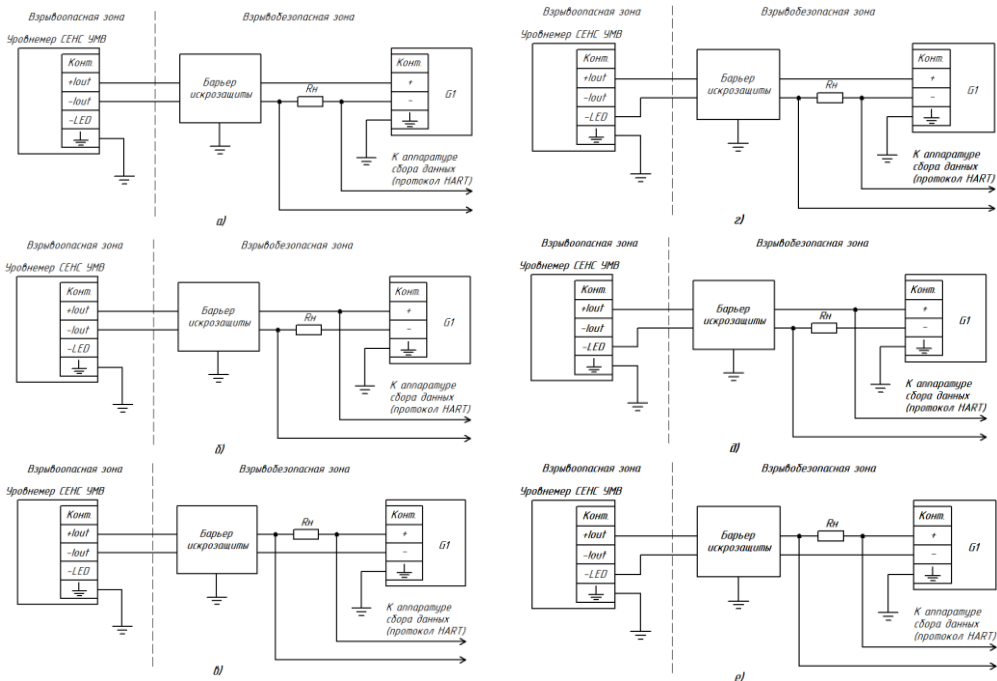 Взрывоопасная зона
Взрывобезопасная зона
Уровнемер СЕНС УМВ
Конт.
+Iout
-Iout
-LED
Барьер
искрозащиты
Rн
Конт.
+
-
G1
К аппаратуре
сбора данных
(протокол HART)
а)
Взрывоопасная зона
Взрывобезопасная зона
Уровнемер СЕНС УМВ
Конт.
+Iout
-Iout
-LED
Барьер
искрозащиты
Rн
Конт.
+
-
G1
К аппаратуре
сбора данных
(протокол HART)
б)
Взрывоопасная зона
Взрывобезопасная зона
Уровнемер СЕНС УМВ
Конт.
+Iout
-Iout
-LED
Барьер
искрозащиты
Rн
Конт.
+
-
G1
К аппаратуре
сбора данных
(протокол HART)
в)
Взрывоопасная зона
Взрывобезопасная зона
Уровнемер СЕНС УМВ
Конт.
+Iout
-Iout
-LED
Барьер
искрозащиты
Rн
Конт.
+
-
G1
К аппаратуре
сбора данных
(протокол HART)
г)
Взрывоопасная зона
Взрывобезопасная зона
Уровнемер СЕНС УМВ
Конт.
+Iout
-Iout
-LED
Барьер
искрозащиты
Rн
Конт.
+
-
G1
К аппаратуре
сбора данных
(протокол HART)
д)
Взрывоопасная зона
Взрывобезопасная зона
Уровнемер СЕНС УМВ
Конт.
+Iout
-Iout
-LED
Барьер
искрозащиты
Rн
Конт.
+
-
G1
К аппаратуре
сбора данных
(протокол HART)
е)